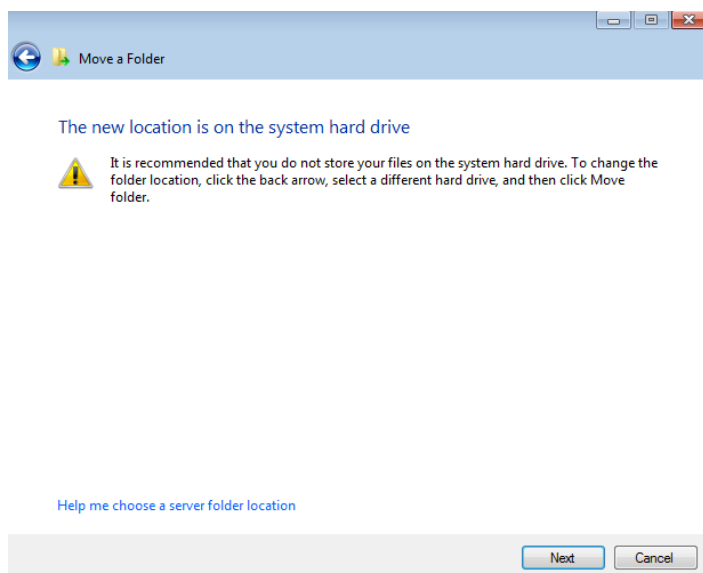 Move a Folder
The new location is on the system hard drive
It is recommended that you do not store your files on the system hard drive. To change the
folder location, click the back arrow, select a different hard drive, and then click Move
folder.
Help me choose a server folder location
Next
Cancel